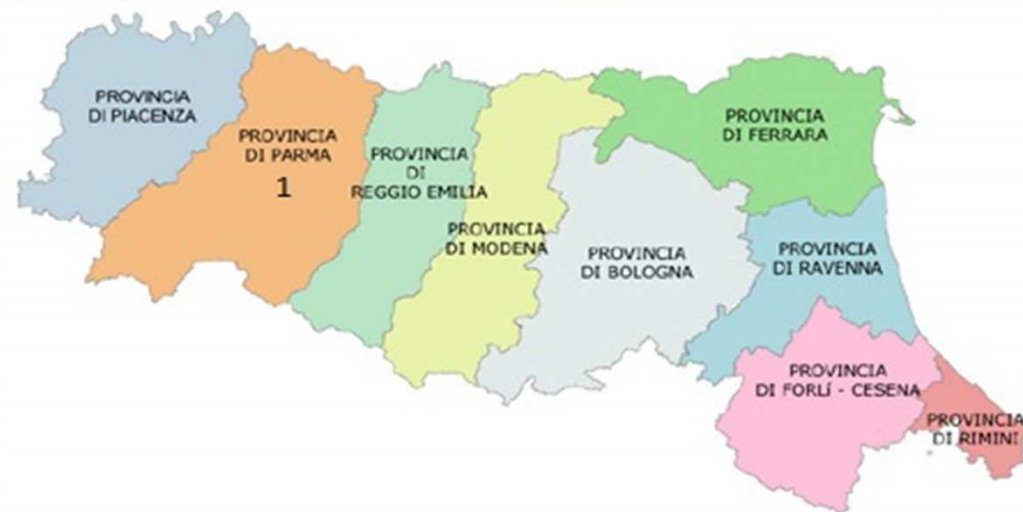 PROVINCIA
DI PIACENZA
PROVINCIA
DI PARMA
1
PROVINCIA
DI
REGGIO EMILIA
PROVINCIA
DI MODENA
PROVINCIA
DI BOLOGNA
PROVINCIA
DI FERRARA
PROVINCIA
DI RAVENNA
PROVINCIA
DI FORLÍ - CESENA
PROVINCIA
DI RIMINI